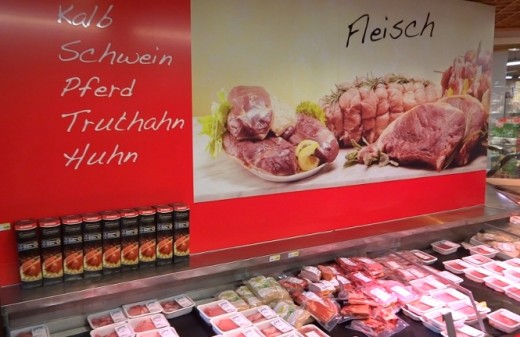 Kalb
Schwein
Pferd
Truthahn
Huhn
Fleisch